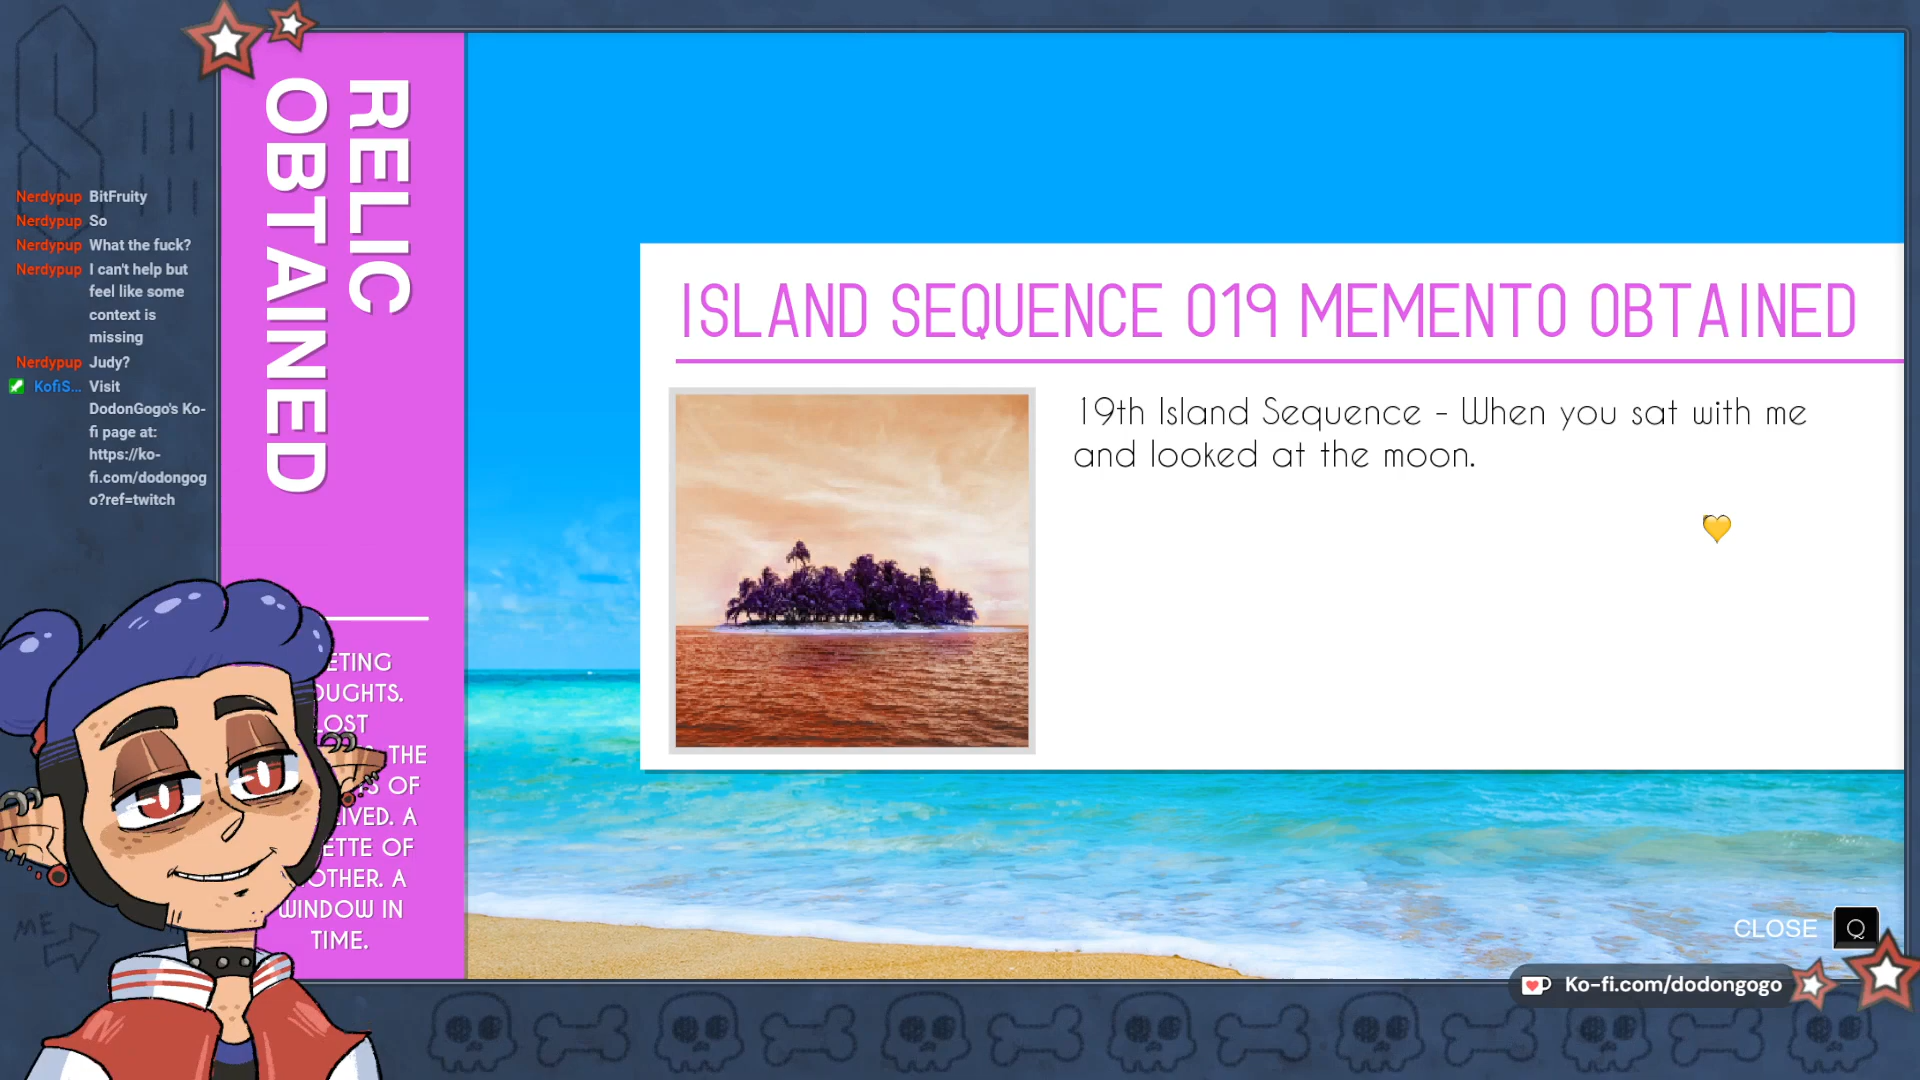 RELIC
OBTAINED
Nerdypup BitFruity
Nerdypup So
Nerdypup What the fuck?
Nerdypup I can't help but
feel like some
context is
missing
Nerdypup Judy?
KofiS... Visit
DodonGogo's Ko-
fi page at:
https://ko-
fi.com/dodongog
o?ref=twitch
ISLAND SEQUENCE 019 MEMENTO OBTAINED
19th Island Sequence - When you sat with me
and looked at the moon.
LOST
THE
OF
A
OF
A
WINDOW IN
TIME.
ME
CLOSE Q
Ko-fi.com/dodongogo